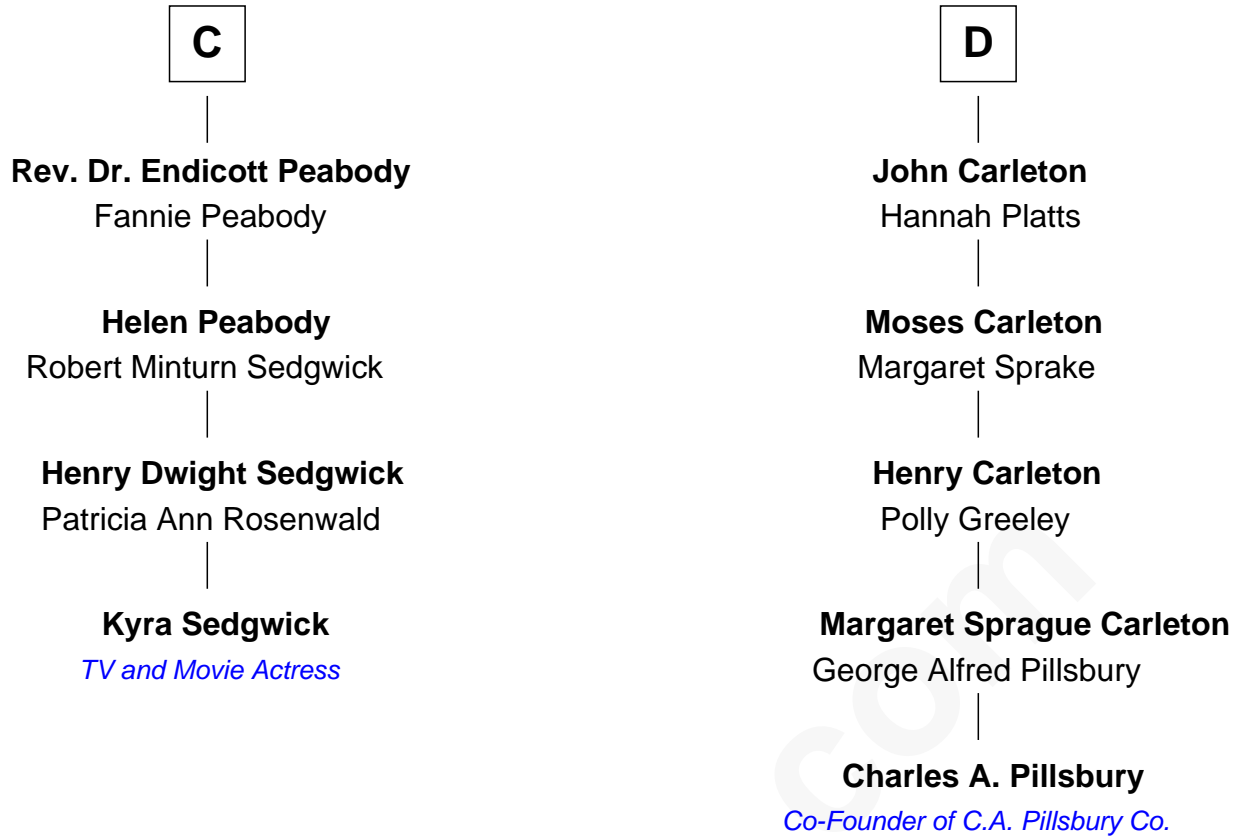 C
Rev. Dr. Endicott Peabody
Fannie Peabody
Helen Peabody
Robert Minturn Sedgwick
Henry Dwight Sedgwick
Patricia Ann Rosenwald
Kyra Sedgwick
TV and Movie Actress
D
John Carleton
Hannah Platts
Moses Carleton
Margaret Sprake
Henry Carleton
Polly Greeley
Margaret Sprague Carleton
George Alfred Pillsbury
Charles A. Pillsbury
Co-Founder of C.A. Pillsbury Co.
com